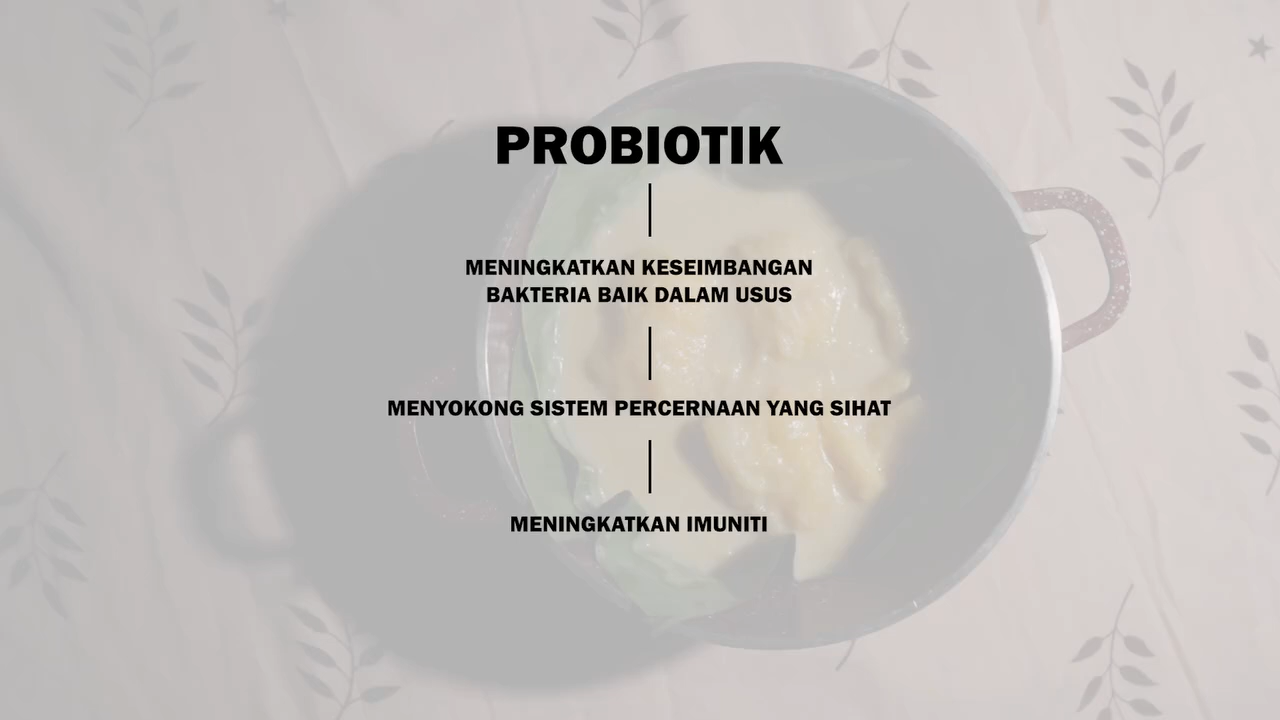 PROBIOTIK
MENINGKATKAN KESEIMBANGAN
BAKTERIA BAIK DALAM USUS
MENYOKONG SISTEM PERCERNAAN YANG SIHAT
MENINGKATKAN IMUNITI